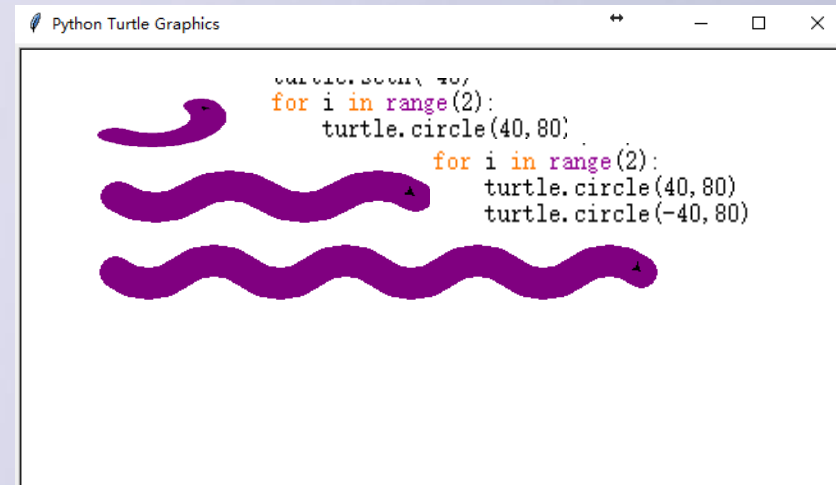 Python Turtle Graphics
for i in range(2):
turtle.circle(40,80)
for i in range(2):
turtle.circle(40,80)
turtle.circle(-40,80)